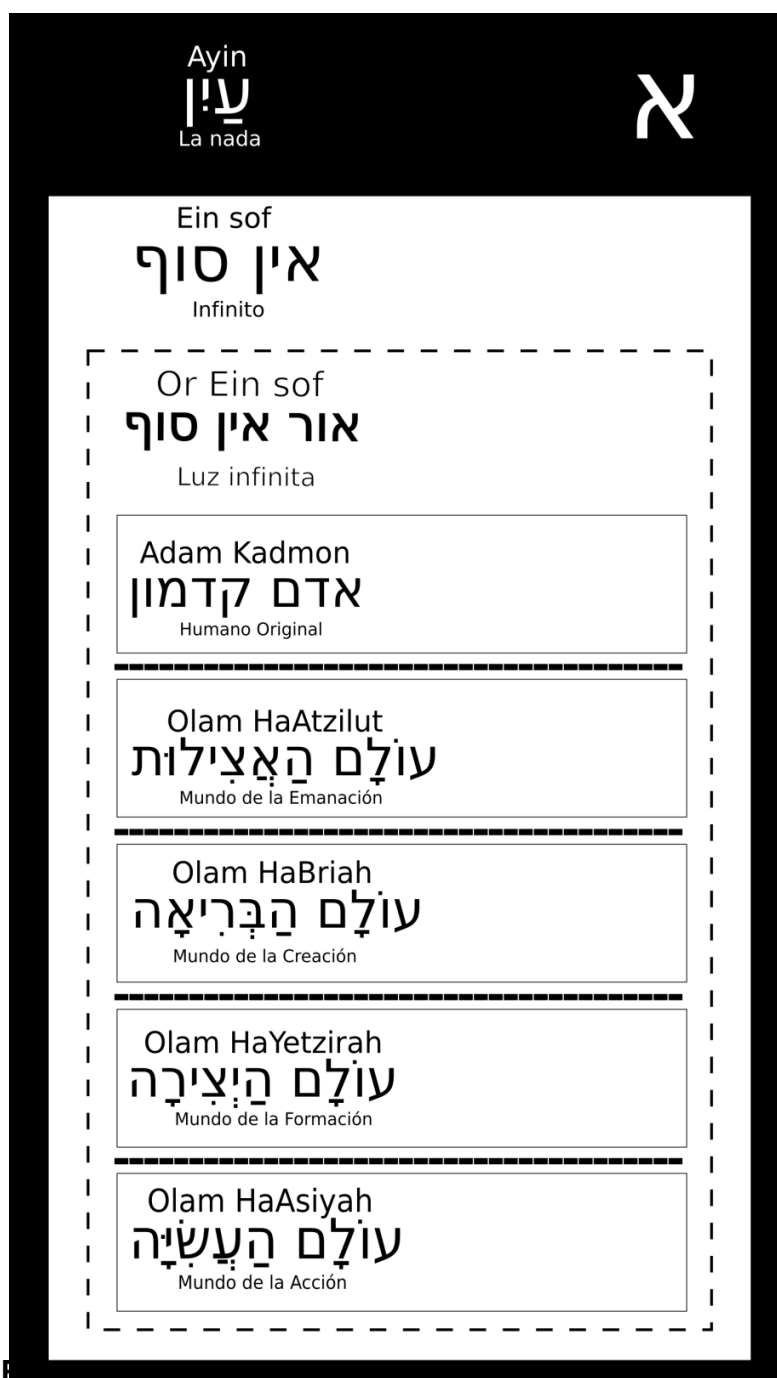 Ayin
עַיִן
La nada
א
Ein sof
אין סוף
Infinito
Or Ein sof
אור אין סוף
Luz infinita
Adam Kadmon
אדם קדמון
Humano Original
Olam HaAtzilut
עוֹלָם הַאֲצִילוּת
Mundo de la Emanación
Olam HaBriah
עוֹלָם הַבְּרִיאָה
Mundo de la Creación
Olam HaYetzirah
עוֹלָם הַיְצִירָה
Mundo de la Formación
Olam HaAsiyah
עוֹלָם הַעֲשִׂיָּה
Mundo de la Acción